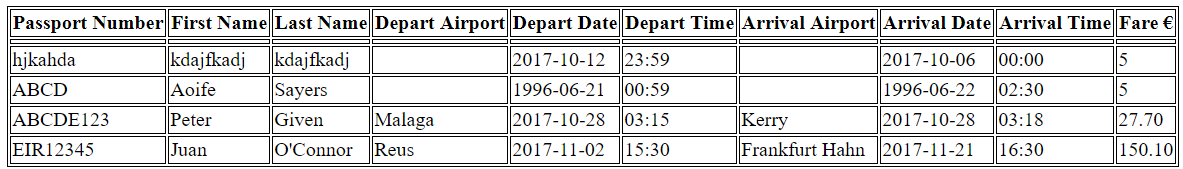 Passport Number First Name Last Name Depart Airport Depart Date Depart Time Arrival Airport Arrival Date Arrival Time Fare €
hjkahda kdajfkadj kdajfkadj 2017-10-12 23:59 2017-10-06 00:00 5
ABCD Aoife Sayers 1996-06-21 00:59 1996-06-22 02:30 5
ABCDE123 Peter Given Malaga 2017-10-28 03:15 Kerry 2017-10-28 03:18 27.70
EIR12345 Juan O'Connor Reus 2017-11-02 15:30 Frankfurt Hahn 2017-11-21 16:30 150.10